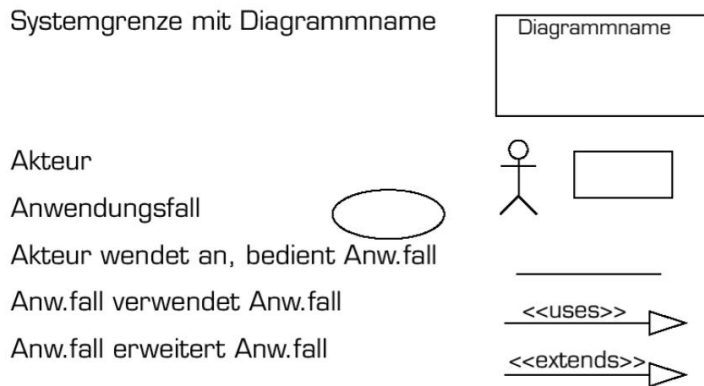 Systemgrenze mit Diagrammname
Diagrammname
Akteur
Anwendungsfall
Akteur wendet an, bedient Anw.fall
Anw.fall verwendet Anw.fall
<<uses>>
Anw.fall erweitert Anw.fall
<<extends>>